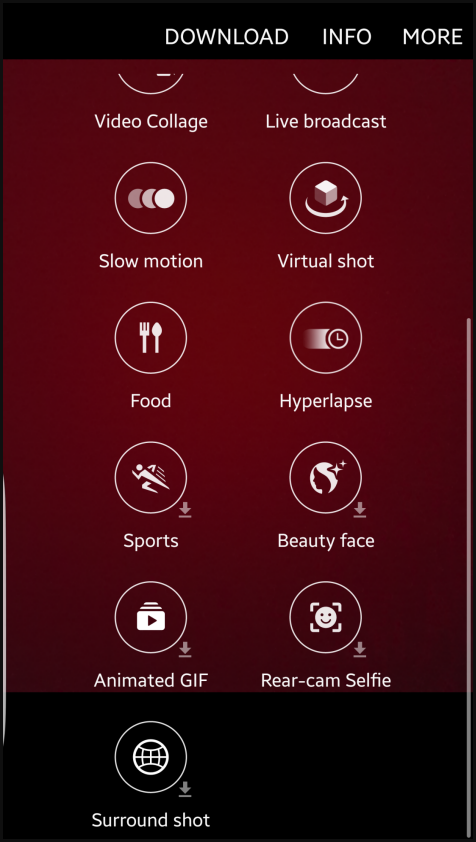 DOWNLOAD INFO MORE
Video Collage Live broadcast
Slow motion Virtual shot
Food Hyperlapse
Sports Beauty face
Animated GIF Rear-cam Selfie
Surround shot